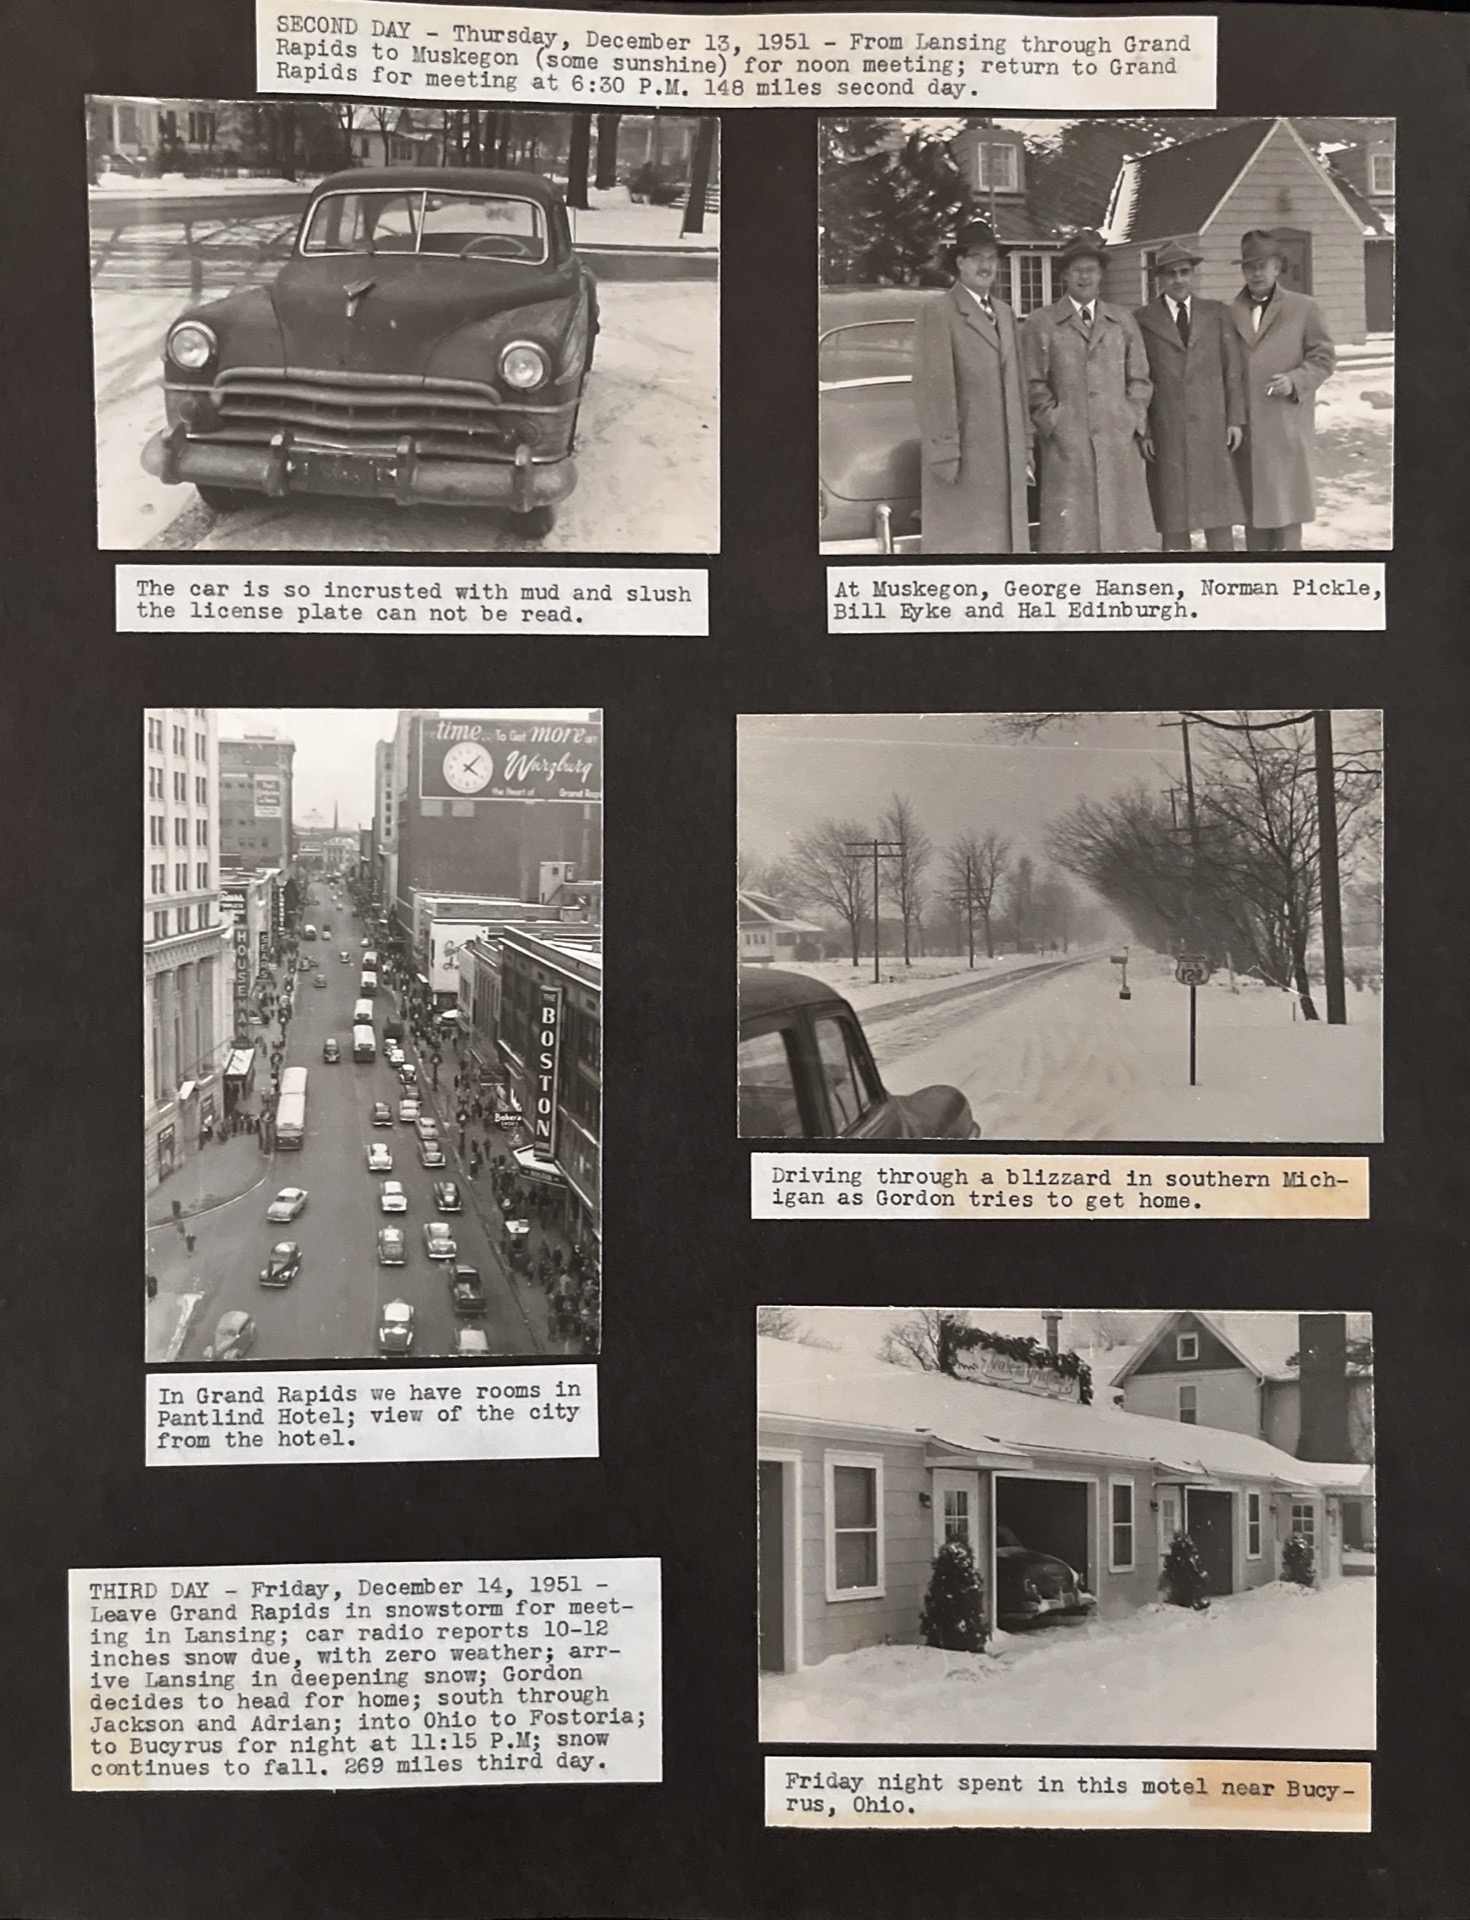 SECOND DAY - Thursday, December 13, 1951 - From Lansing through Grand
Rapids to Muskegon (some sunshine) for noon meeting; return to Grand
Rapids for meeting at 6:30 P.M. 148 miles second day.
The car is so incrusted with mud and slush
the license plate can not be read.
At Muskegon, George Hansen, Norman Pickle,
Bill Eyke and Hal Edinburgh.
time.. To Get more at
Wurzburg
the Heart of Grand Rap
HOUSEMAN
SEARS
THE
BOSTON
STORE
Baker's
SHOES
In Grand Rapids we have rooms in
Pantlind Hotel; view of the city
from the hotel.
US
127
Driving through a blizzard in southern Mich-
igan as Gordon tries to get home.
THIRD DAY - Friday, December 14, 1951 -
Leave Grand Rapids in snowstorm for meet-
ing in Lansing; car radio reports 10-12
inches snow due, with zero weather; arr-
ive Lansing in deepening snow; Gordon
decides to head for home; south through
Jackson and Adrian; into Ohio to Fostoria;
to Bucyrus for night at 11:15 P.M; snow
continues to fall. 269 miles third day.
Friday night spent in this motel near Bucy-
rus, Ohio.